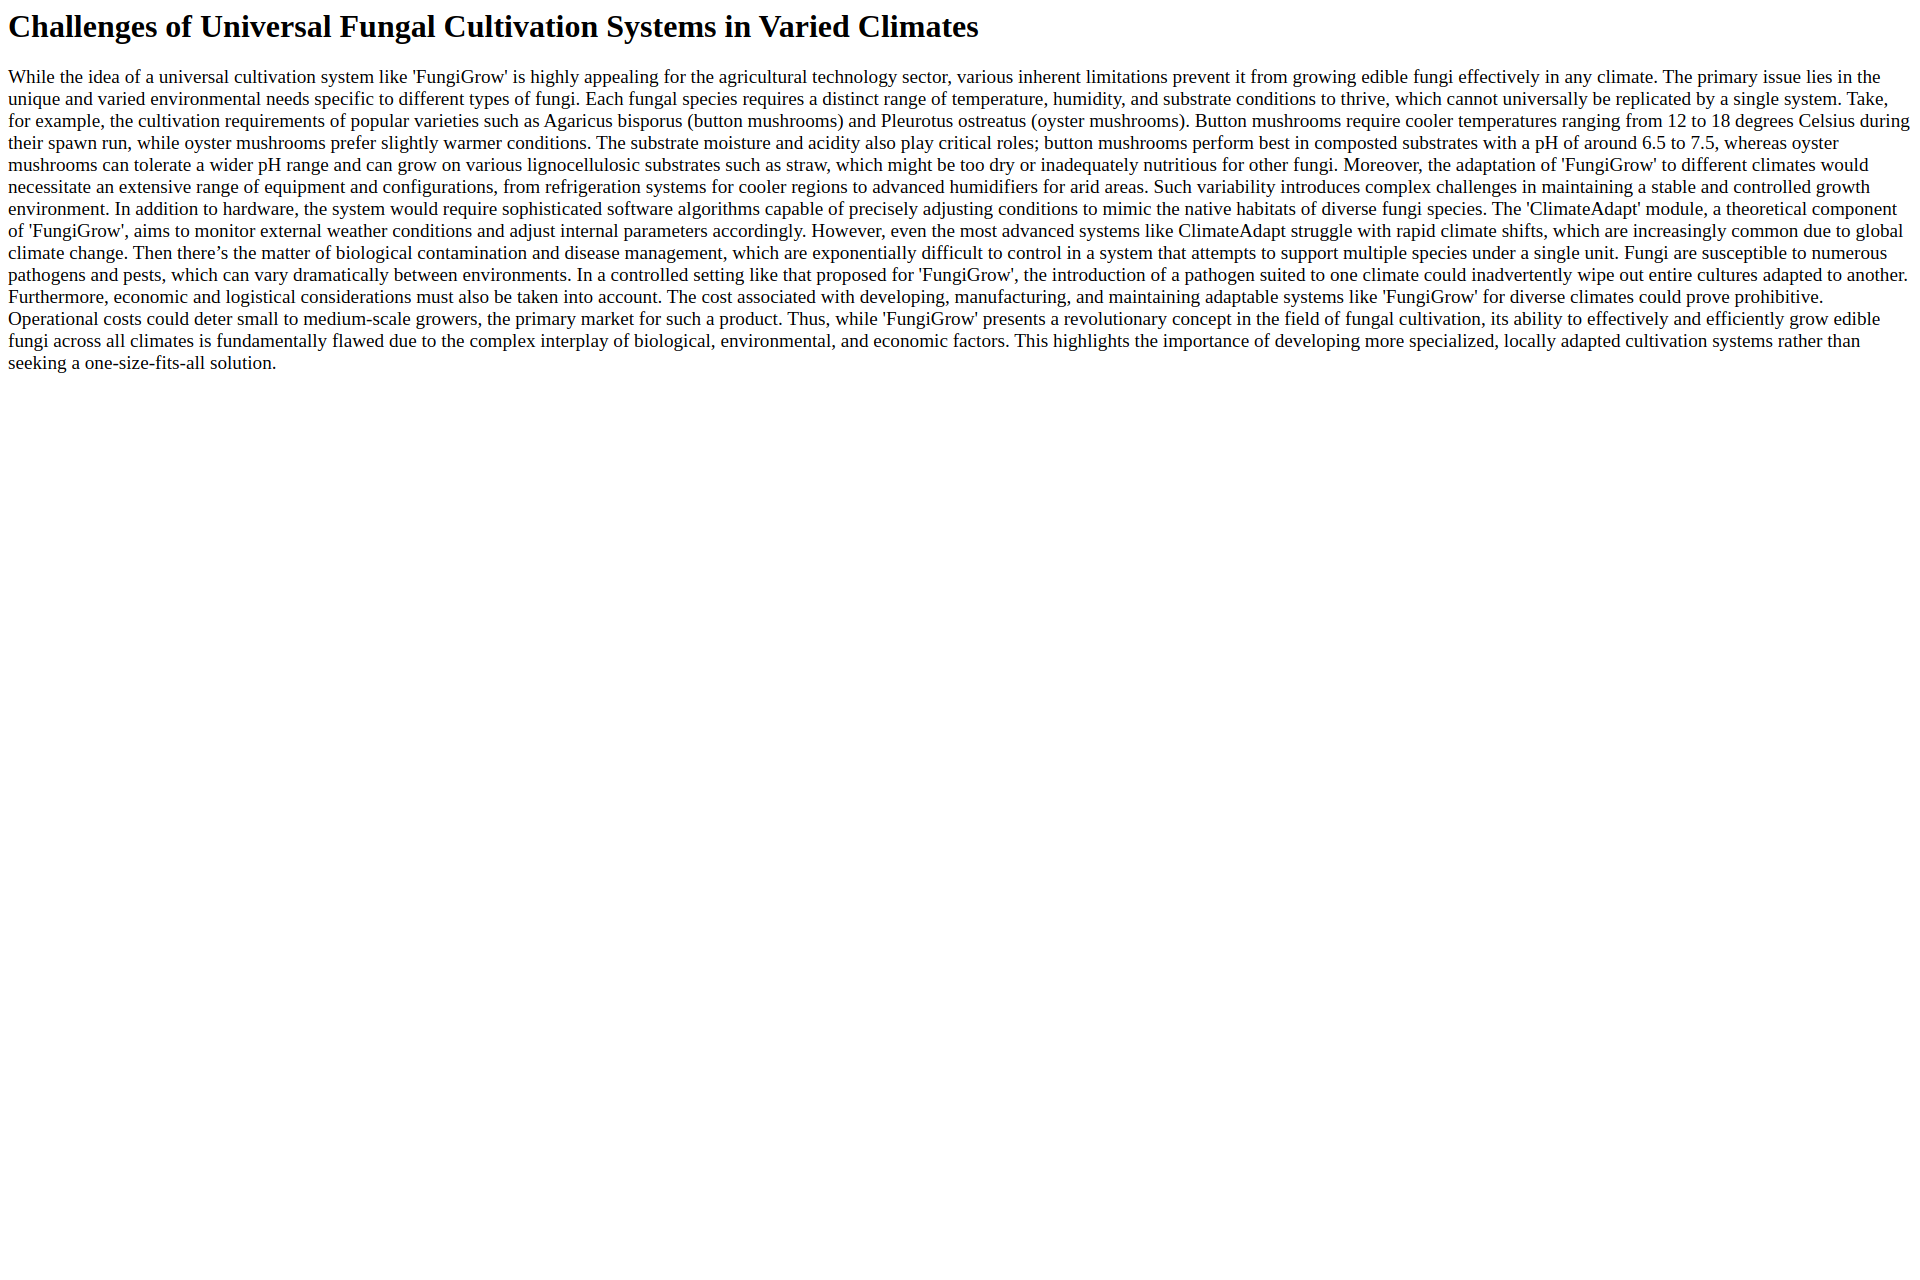 Challenges of Universal Fungal Cultivation Systems in Varied Climates
While the idea of a universal cultivation system like 'FungiGrow' is highly appealing for the agricultural technology sector, various inherent limitations prevent it from growing edible fungi effectively in any climate. The primary issue lies in the
unique and varied environmental needs specific to different types of fungi. Each fungal species requires a distinct range of temperature, humidity, and substrate conditions to thrive, which cannot universally be replicated by a single system. Take,
for example, the cultivation requirements of popular varieties such as Agaricus bisporus (button mushrooms) and Pleurotus ostreatus (oyster mushrooms). Button mushrooms require cooler temperatures ranging from 12 to 18 degrees Celsius during
their spawn run, while oyster mushrooms prefer slightly warmer conditions. The substrate moisture and acidity also play critical roles; button mushrooms perform best in composted substrates with a pH of around 6.5 to 7.5, whereas oyster
mushrooms can tolerate a wider pH range and can grow on various lignocellulosic substrates such as straw, which might be too dry or inadequately nutritious for other fungi. Moreover, the adaptation of 'FungiGrow' to different climates would
necessitate an extensive range of equipment and configurations, from refrigeration systems for cooler regions to advanced humidifiers for arid areas. Such variability introduces complex challenges in maintaining a stable and controlled growth
environment. In addition to hardware, the system would require sophisticated software algorithms capable of precisely adjusting conditions to mimic the native habitats of diverse fungi species. The 'ClimateAdapt' module, a theoretical component
of 'FungiGrow', aims to monitor external weather conditions and adjust internal parameters accordingly. However, even the most advanced systems like ClimateAdapt struggle with rapid climate shifts, which are increasingly common due to global
climate change. Then there’s the matter of biological contamination and disease management, which are exponentially difficult to control in a system that attempts to support multiple species under a single unit. Fungi are susceptible to numerous
pathogens and pests, which can vary dramatically between environments. In a controlled setting like that proposed for 'FungiGrow', the introduction of a pathogen suited to one climate could inadvertently wipe out entire cultures adapted to another.
Furthermore, economic and logistical considerations must also be taken into account. The cost associated with developing, manufacturing, and maintaining adaptable systems like 'FungiGrow' for diverse climates could prove prohibitive.
Operational costs could deter small to medium-scale growers, the primary market for such a product. Thus, while 'FungiGrow' presents a revolutionary concept in the field of fungal cultivation, its ability to effectively and efficiently grow edible
fungi across all climates is fundamentally flawed due to the complex interplay of biological, environmental, and economic factors. This highlights the importance of developing more specialized, locally adapted cultivation systems rather than
seeking a one-size-fits-all solution.